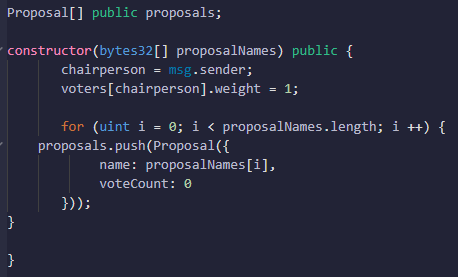 Proposal[] public proposals;
constructor(bytes32[] proposalNames) public {
chairperson = msg.sender;
voters[chairperson].weight = 1;
for (uint i = 0; i < proposalNames.length; i ++) {
proposals.push(Proposal({
name: proposalNames[i],
voteCount: 0
}));
}
}